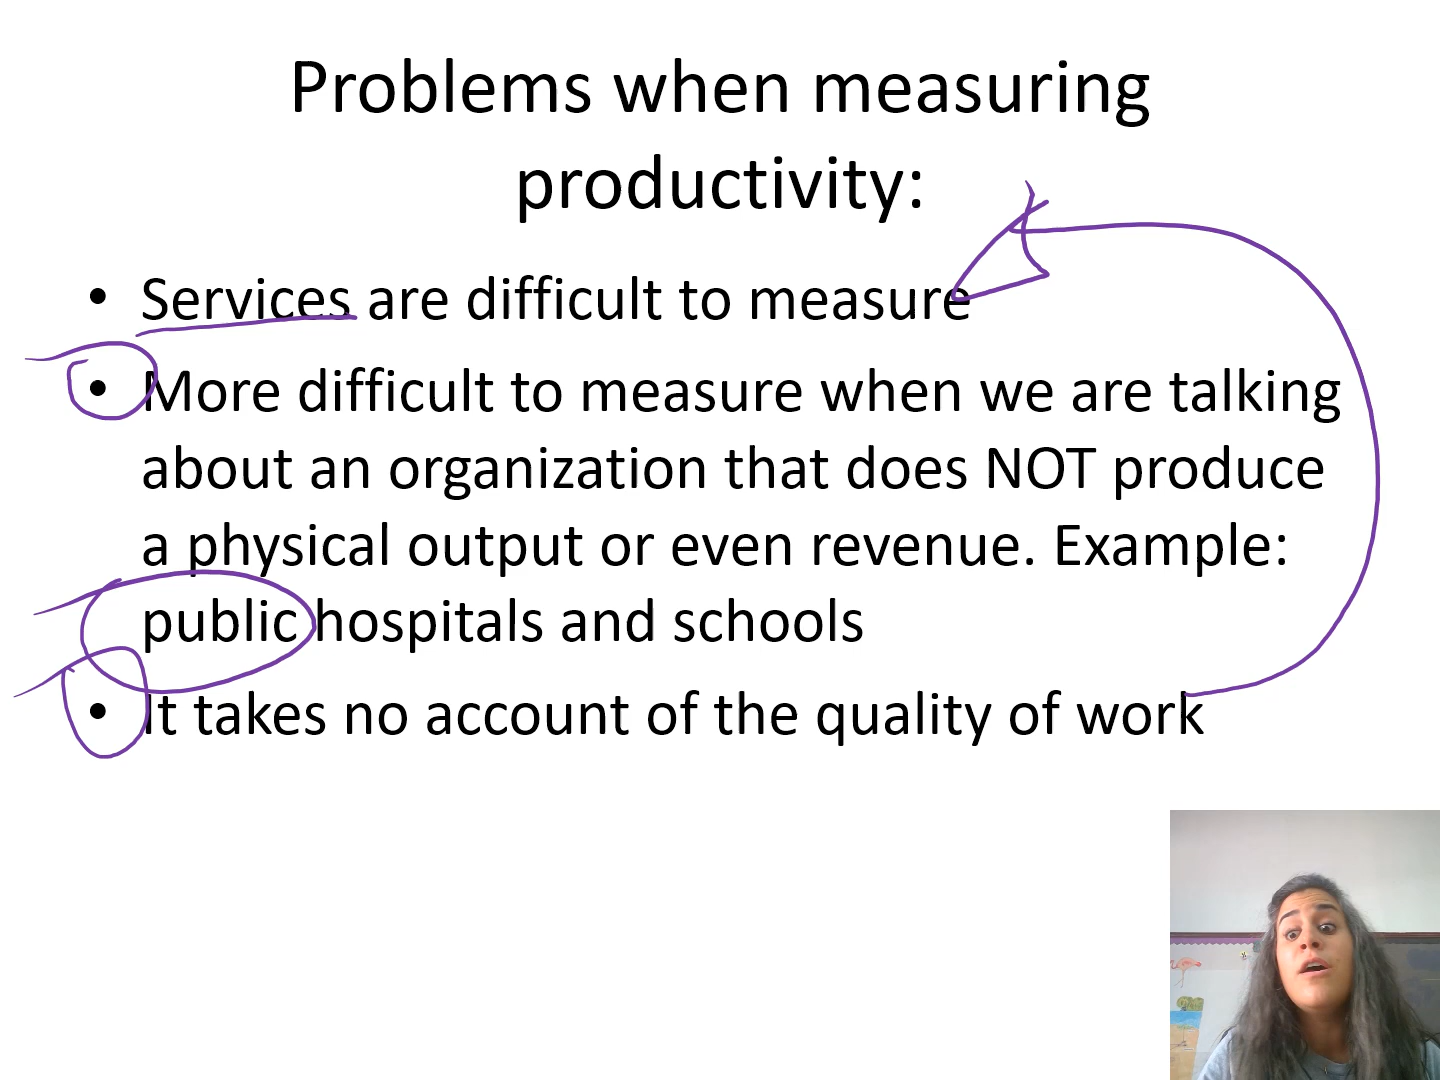 Problems when measuring
productivity:
• Services are difficult to measure
• More difficult to measure when we are talking
about an organization that does NOT produce
a physical output or even revenue. Example:
public hospitals and schools
• It takes no account of the quality of work